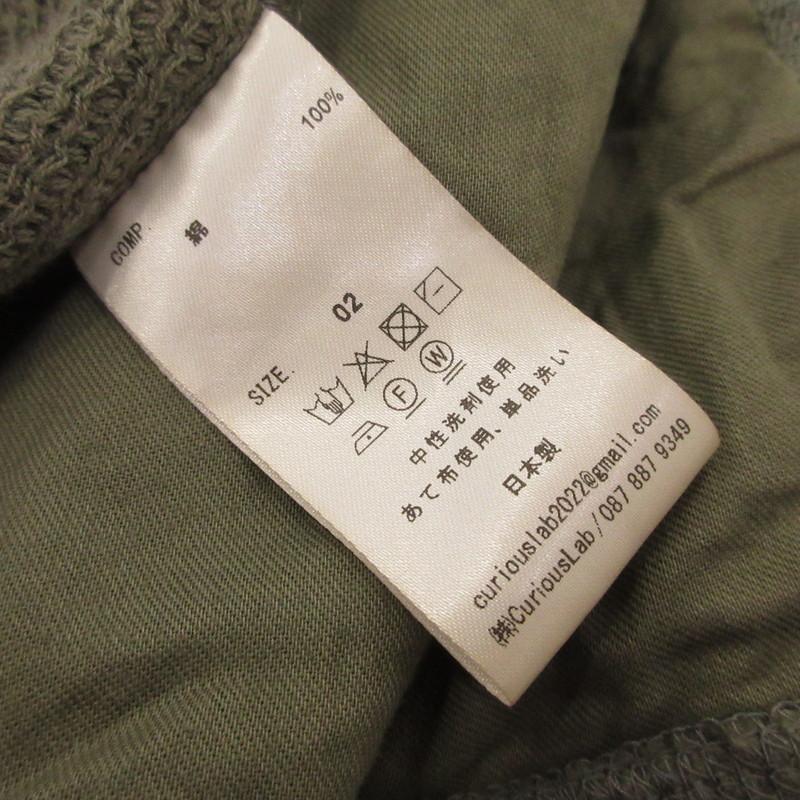 COMP. 綿 100%
SIZE. 02
F W
中性洗剤使用
あて布使用、単品洗い
日本製
curiouslab2022@gmail.com
㈱CuriousLab/087 887 9349